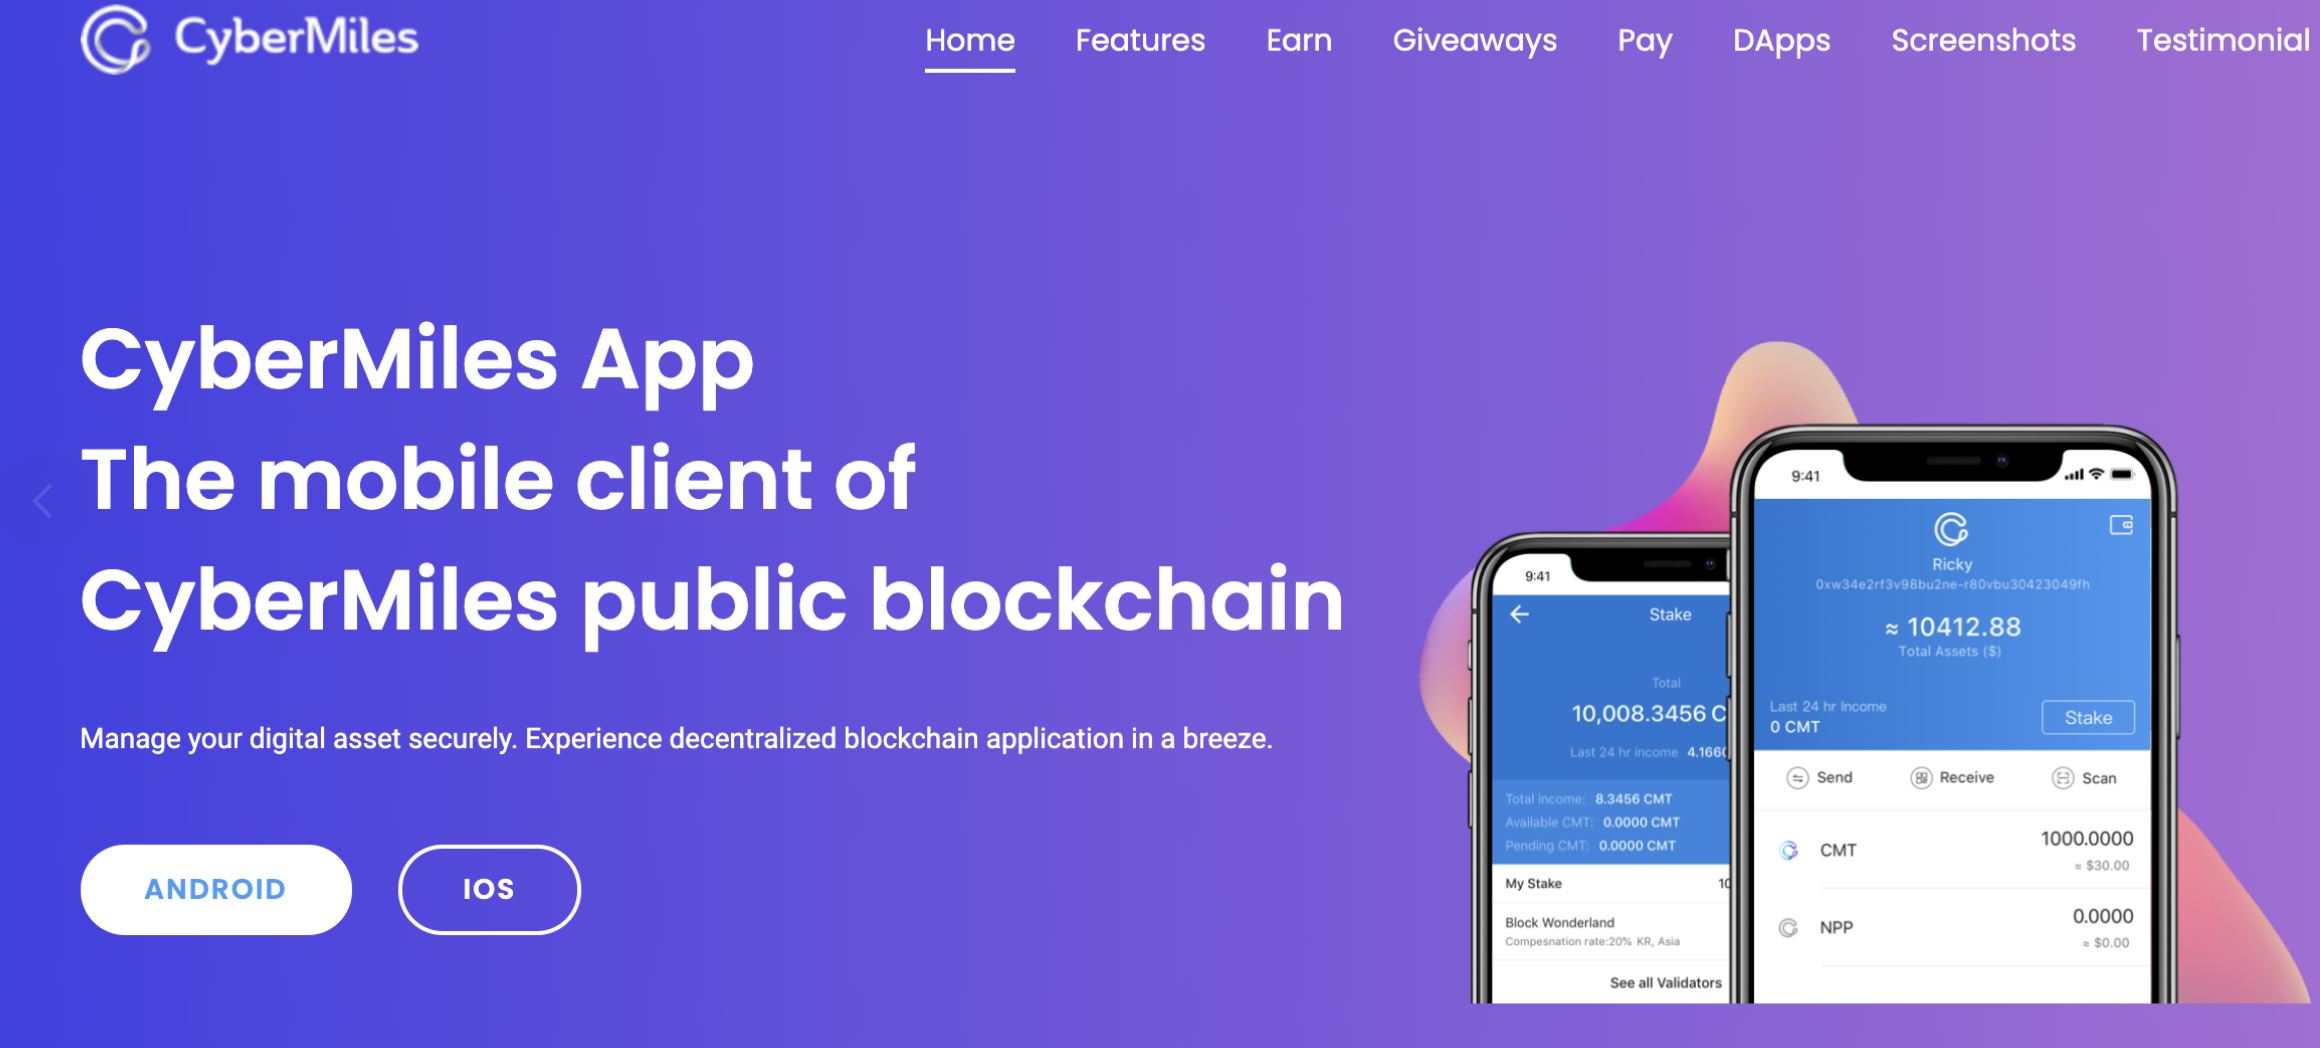 CyberMiles
Home Features Earn Giveaways Pay DApps Screenshots Testimonial
CyberMiles App
The mobile client of
CyberMiles public blockchain
Manage your digital asset securely. Experience decentralized blockchain application in a breeze.
ANDROID IOS
9:41
Stake
Total
10,008.3456 C
Last 24 hr income 4.166
Total income: 8.3456 CMT
Available CMT: 0.0000 CMT
Pending CMT: 0.0000 CMT
My Stake 10
Block Wonderland
Compesnation rate:20% KR, Asia
See all Validators
9:41
Ricky
0xw34e2rf3v98bu2ne-r80vbu30423049fh
≈ 10412.88
Total Assets ($)
Last 24 hr Income
0 CMT
Stake
Send Receive Scan
CMT 1000.0000
≈ $30.00
NPP 0.0000
≈ $0.00